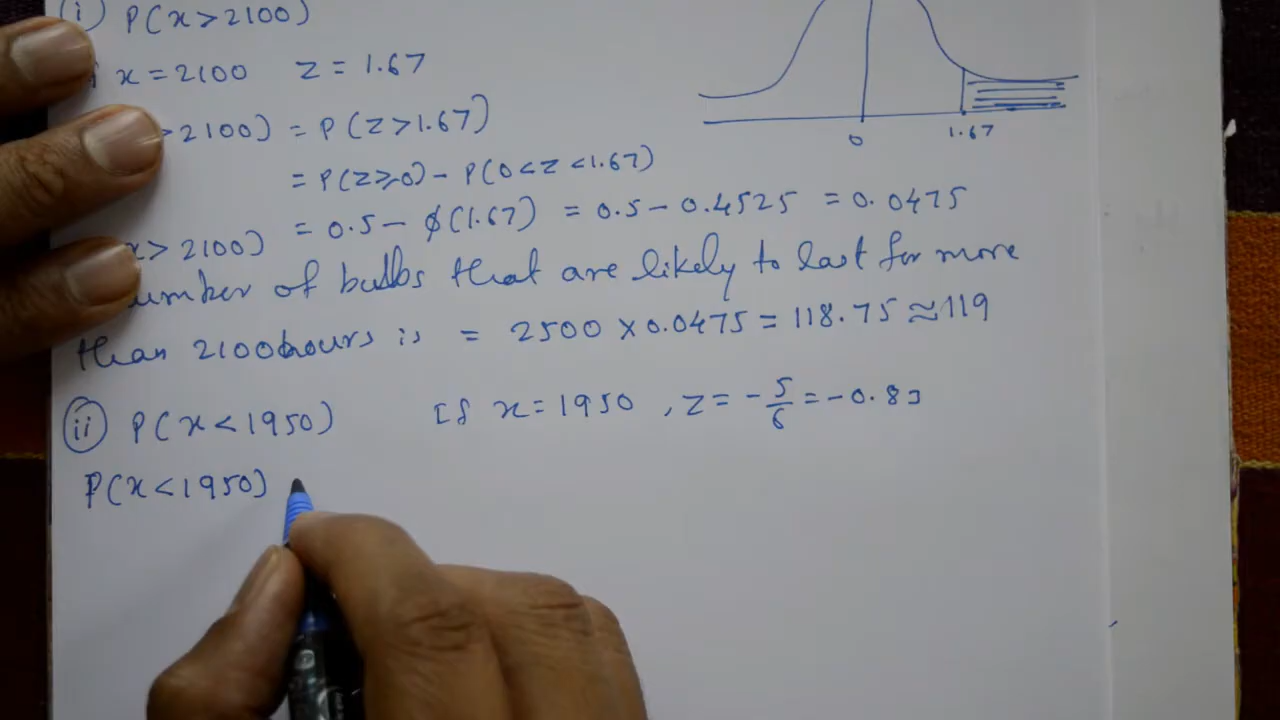 (i) P(x>2100)
x = 2100 z = 1.67
>2100) = P(z>1.67)
= P(z≥0) - P(0<z<1.67)
x>2100) = 0.5 - φ(1.67) = 0.5 - 0.4525 = 0.0475
umber of bulbs that are likely to last for more
than 2100 hours is = 2500 × 0.0475 = 118.75 ≈ 119
(ii) P(x<1950) If x = 1950 , z = -5/6 = -0.83
P(x<1950)
0 1.67